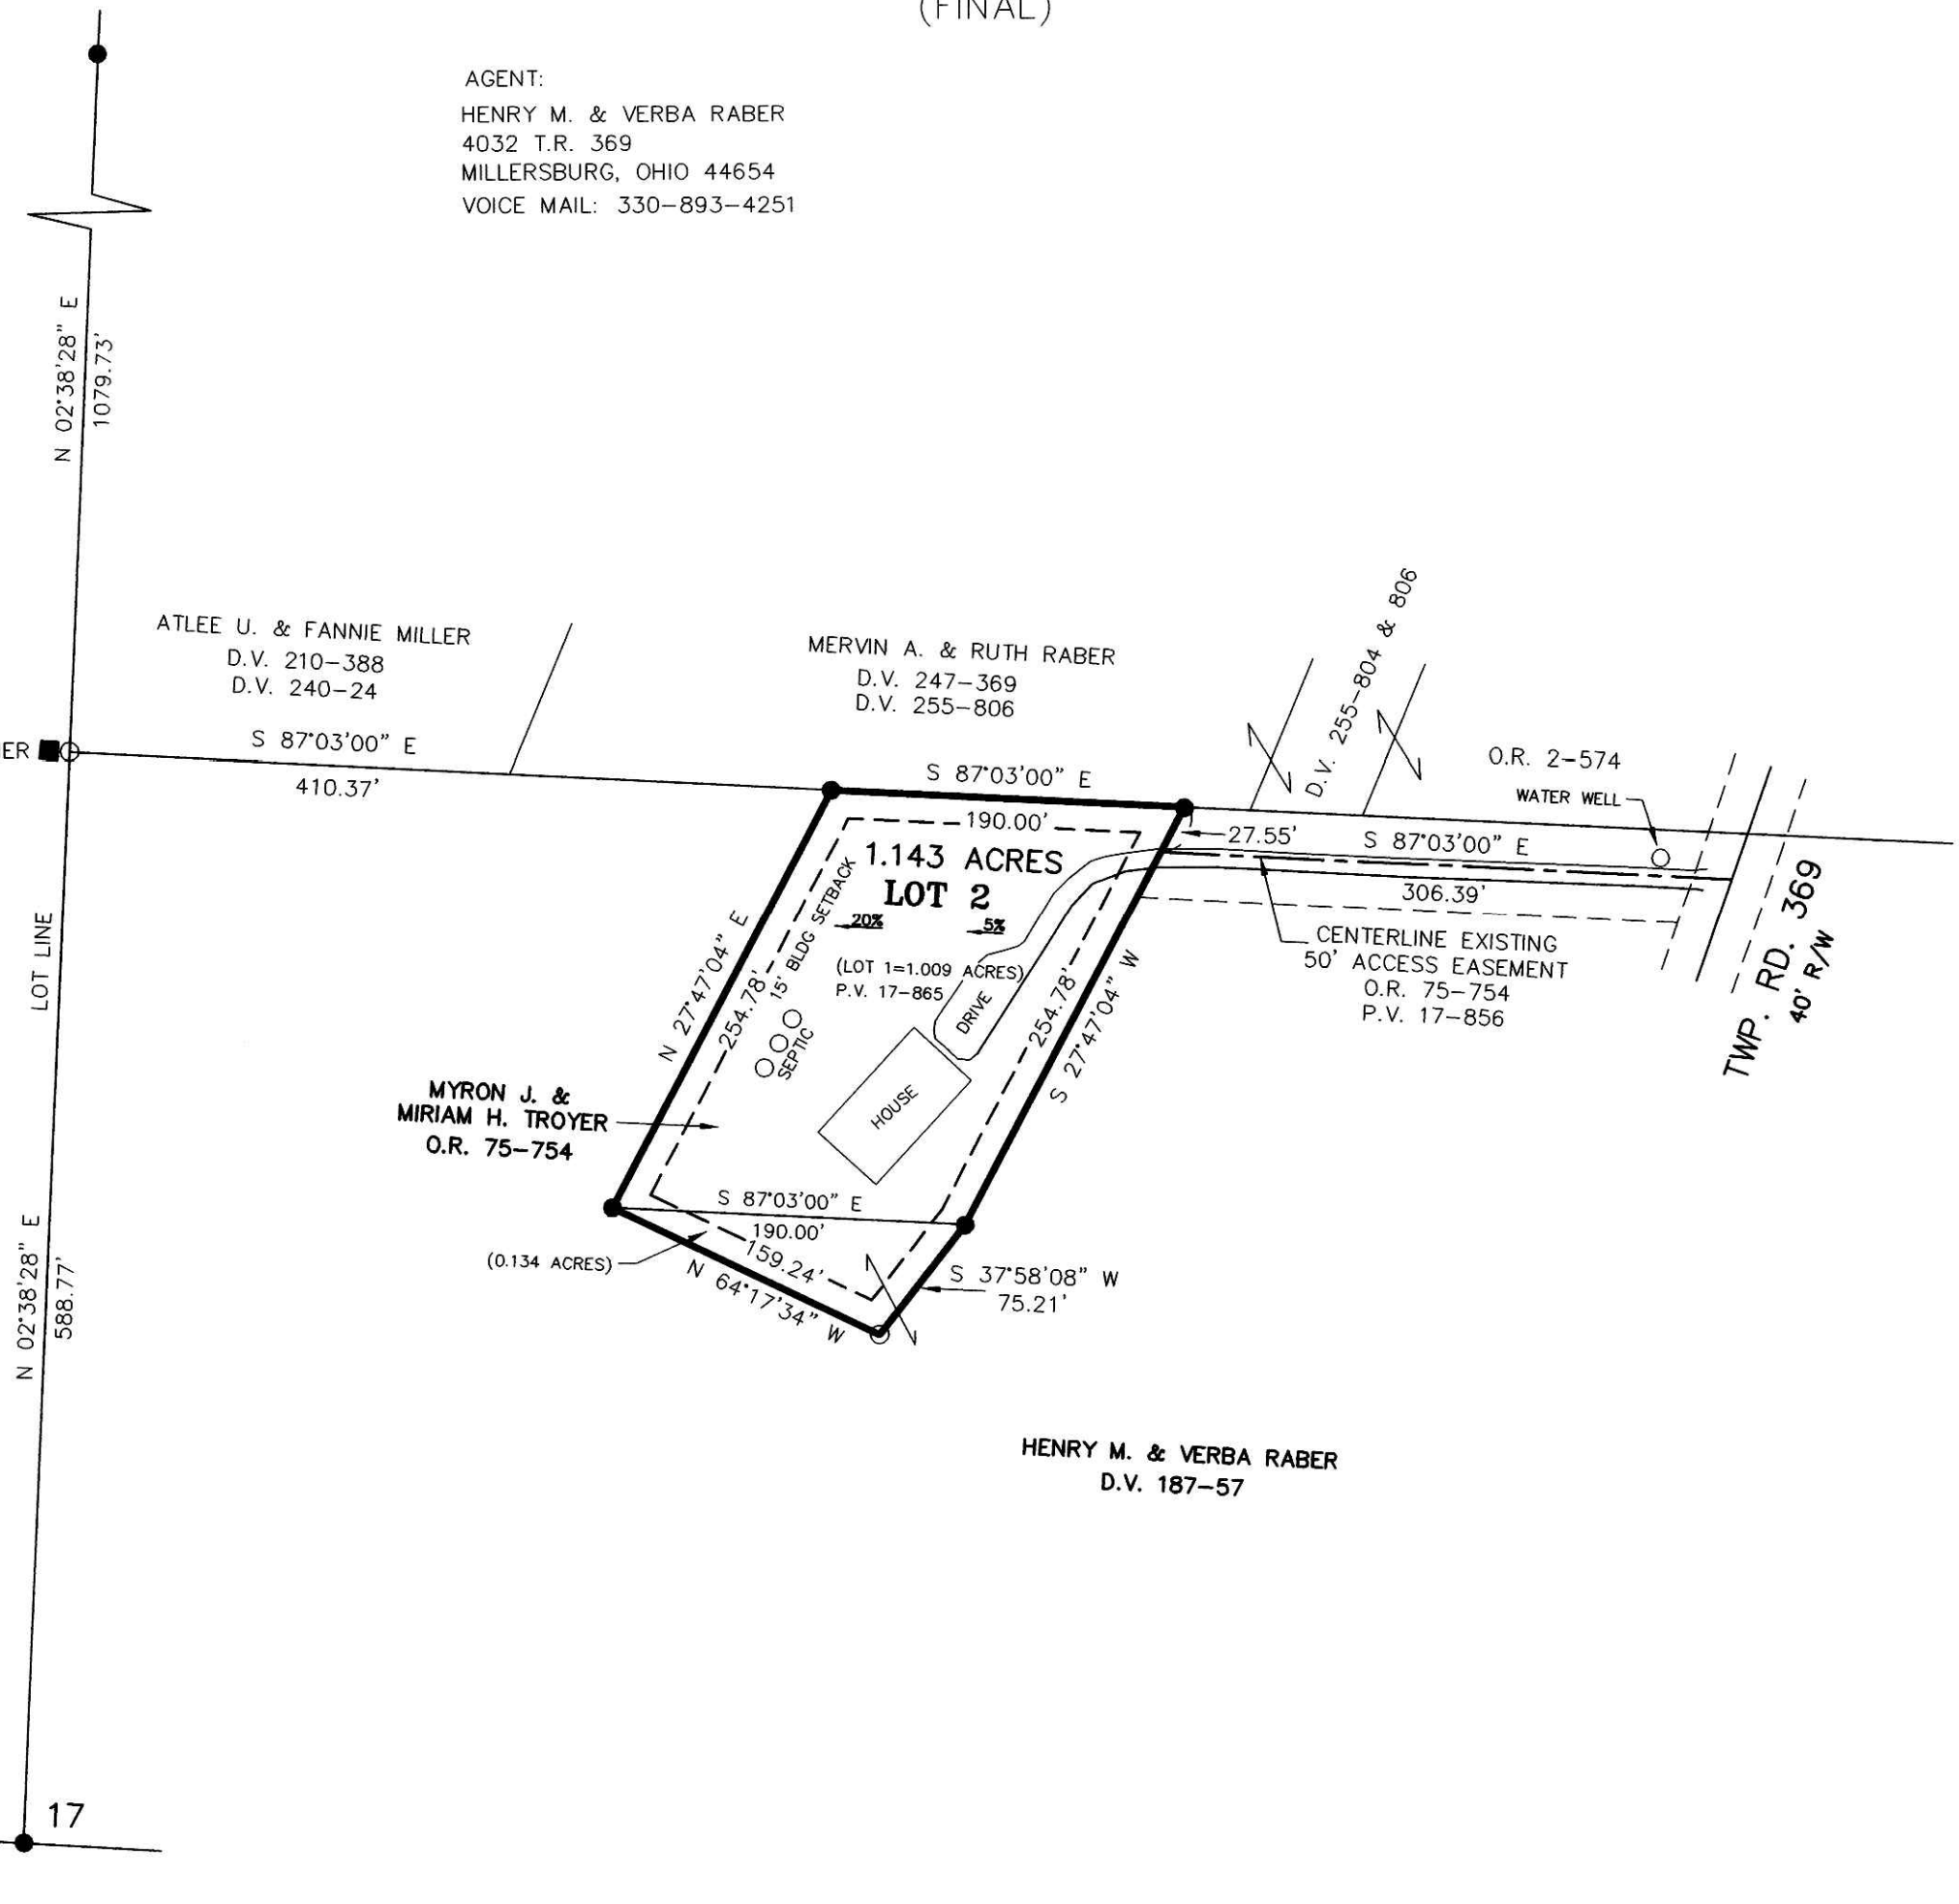 (FINAL)
AGENT:
HENRY M. & VERBA RABER
4032 T.R. 369
MILLERSBURG, OHIO 44654
VOICE MAIL: 330-893-4251
N 02°38'28" E
1079.73'
ATLEE U. & FANNIE MILLER
D.V. 210-388
D.V. 240-24
MERVIN A. & RUTH RABER
D.V. 247-369
D.V. 255-806
D.V. 255-804 & 806
O.R. 2-574
WATER WELL
ER
S 87°03'00" E
410.37'
S 87°03'00" E
190.00'
27.55'
S 87°03'00" E
306.39'
1.143 ACRES
LOT 2
20%
5%
(LOT 1=1.009 ACRES)
P.V. 17-865
15' BLDG SETBACK
N 27°47'04" E
254.78'
SEPTIC
DRIVE
HOUSE
254.78'
S 27°47'04" W
CENTERLINE EXISTING
50' ACCESS EASEMENT
O.R. 75-754
P.V. 17-856
TWP. RD. 369
40' R/W
LOT LINE
MYRON J. &
MIRIAM H. TROYER
O.R. 75-754
S 87°03'00" E
190.00'
(0.134 ACRES)
159.24'
N 64°17'34" W
S 37°58'08" W
75.21'
N 02°38'28" E
588.77'
HENRY M. & VERBA RABER
D.V. 187-57
17